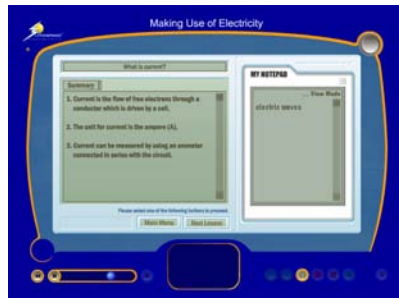 Making Use of Electricity
What is current?
Summary
1. Current is the flow of free electrons through a
conductor which is driven by a cell.
2. The unit for current is the ampere (A).
3. Current can be measured by using an ammeter
connected in series with the circuit.
Please select one of the following buttons to proceed.
Main Menu
Next Lesson
MY NOTEPAD
... View Mode
electric waves